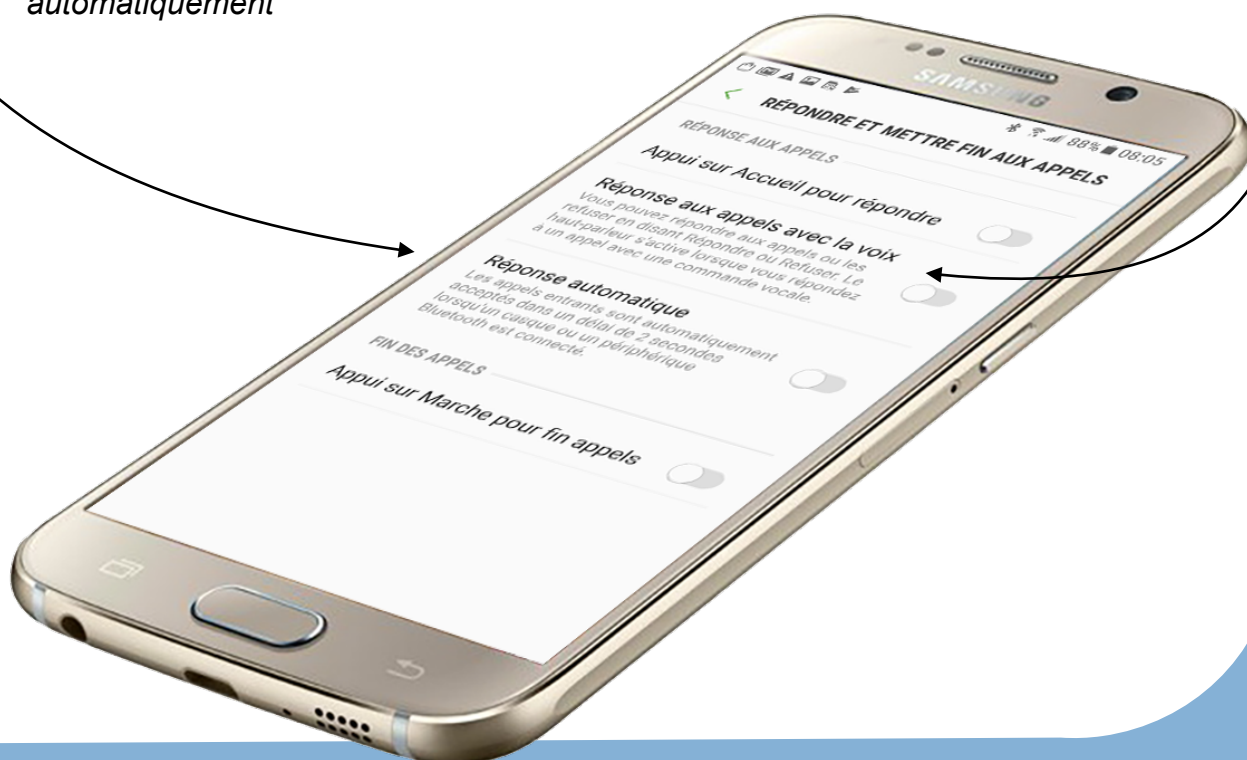 automatiquement
SAMSUNG
88% 08:05
RÉPONDRE ET METTRE FIN AUX APPELS
RÉPONSE AUX APPELS
Appui sur Accueil pour répondre
Réponse aux appels avec la voix
Vous pouvez répondre aux appels ou les
refuser en disant Répondre ou Refuser. Le
haut-parleur s'active lorsque vous répondez
à un appel avec une commande vocale.
Réponse automatique
Les appels entrants sont automatiquement
acceptés dans un délai de 2 secondes
lorsqu'un casque ou un périphérique
Bluetooth est connecté.
FIN DES APPELS
Appui sur Marche pour fin appels